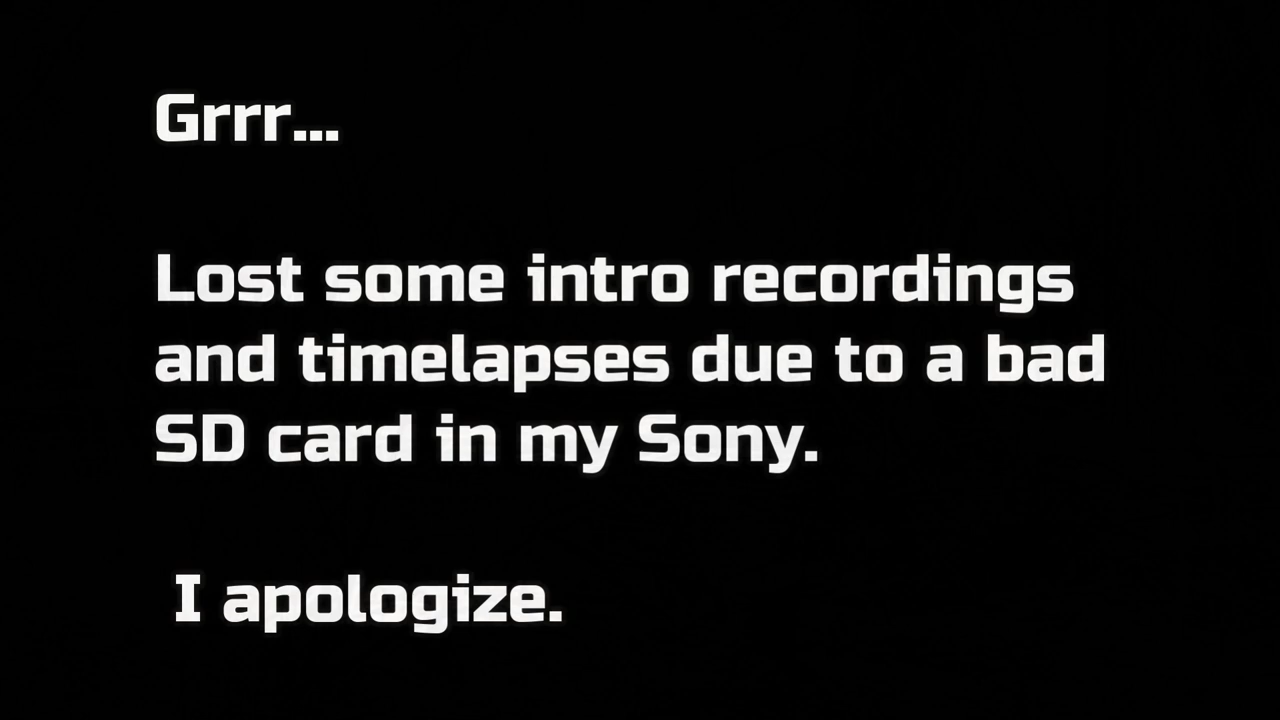 Grrr...
Lost some intro recordings
and timelapses due to a bad
SD card in my Sony.
I apologize.